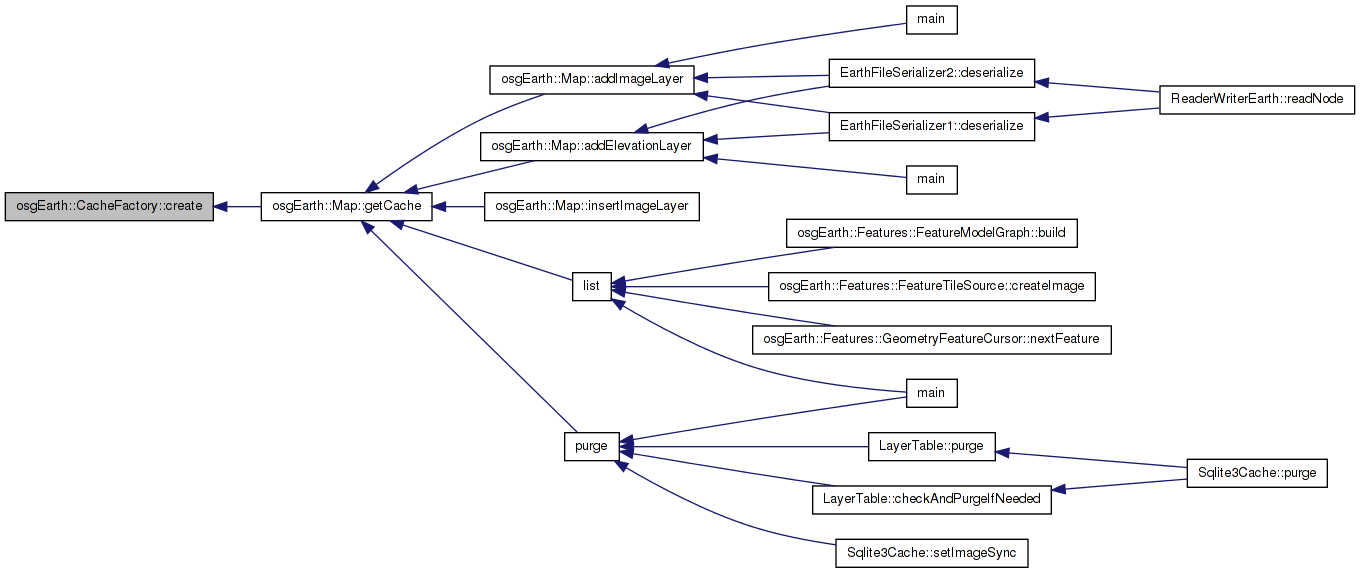 main
osgEarth::Map::addImageLayer
EarthFileSerializer2::deserialize
ReaderWriterEarth::readNode
EarthFileSerializer1::deserialize
osgEarth::Map::addElevationLayer
main
osgEarth::CacheFactory::create
osgEarth::Map::getCache
osgEarth::Map::insertImageLayer
osgEarth::Features::FeatureModelGraph::build
list
osgEarth::Features::FeatureTileSource::createImage
osgEarth::Features::GeometryFeatureCursor::nextFeature
main
purge
LayerTable::purge
Sqlite3Cache::purge
LayerTable::checkAndPurgeIfNeeded
Sqlite3Cache::setImageSync